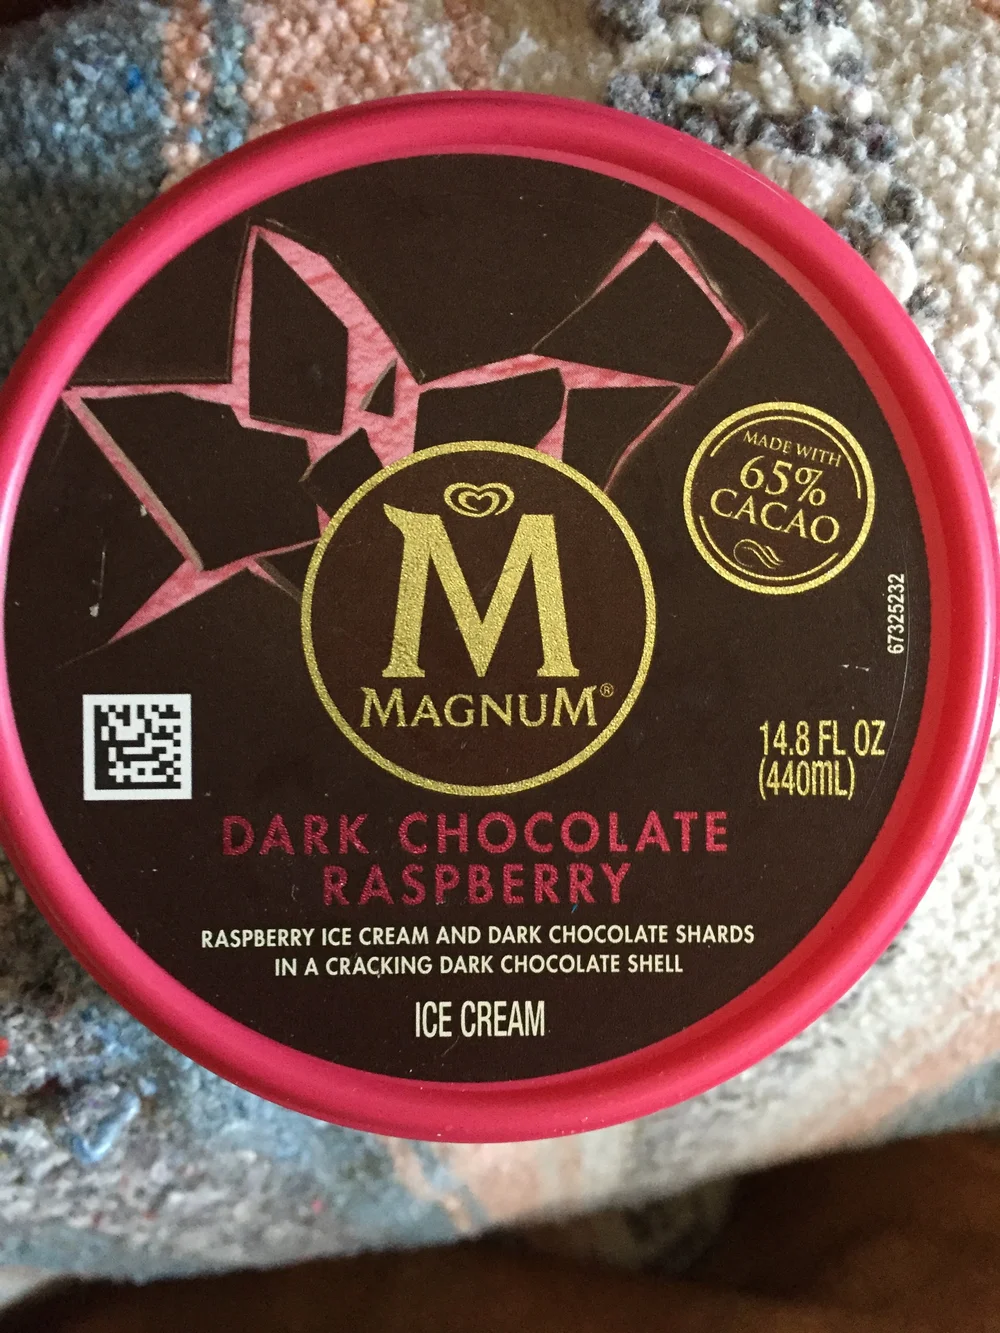 MADE WITH
65%
CACAO
67325232
M
MAGNUM®
14.8 FL OZ
(440mL)
DARK CHOCOLATE
RASPBERRY
RASPBERRY ICE CREAM AND DARK CHOCOLATE SHARDS
IN A CRACKING DARK CHOCOLATE SHELL
ICE CREAM